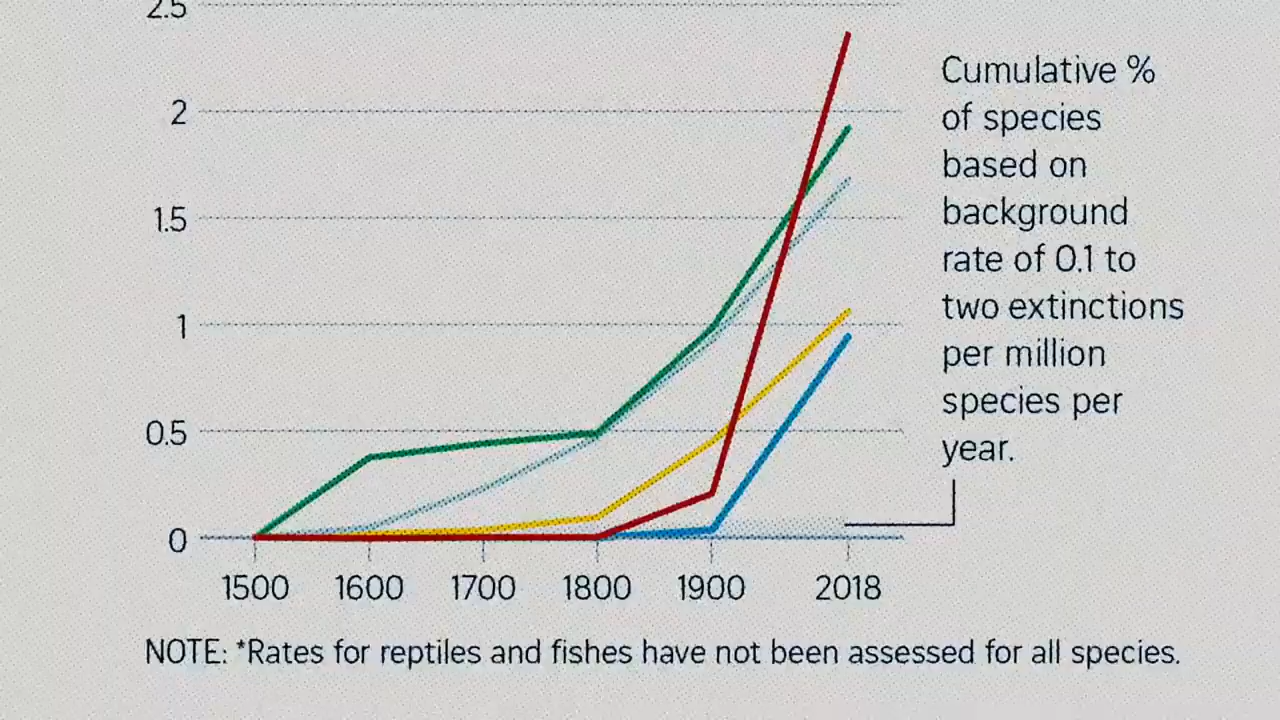 2.5
2
1.5
1
0.5
0
1500 1600 1700 1800 1900 2018
Cumulative %
of species
based on
background
rate of 0.1 to
two extinctions
per million
species per
year.
NOTE: *Rates for reptiles and fishes have not been assessed for all species.